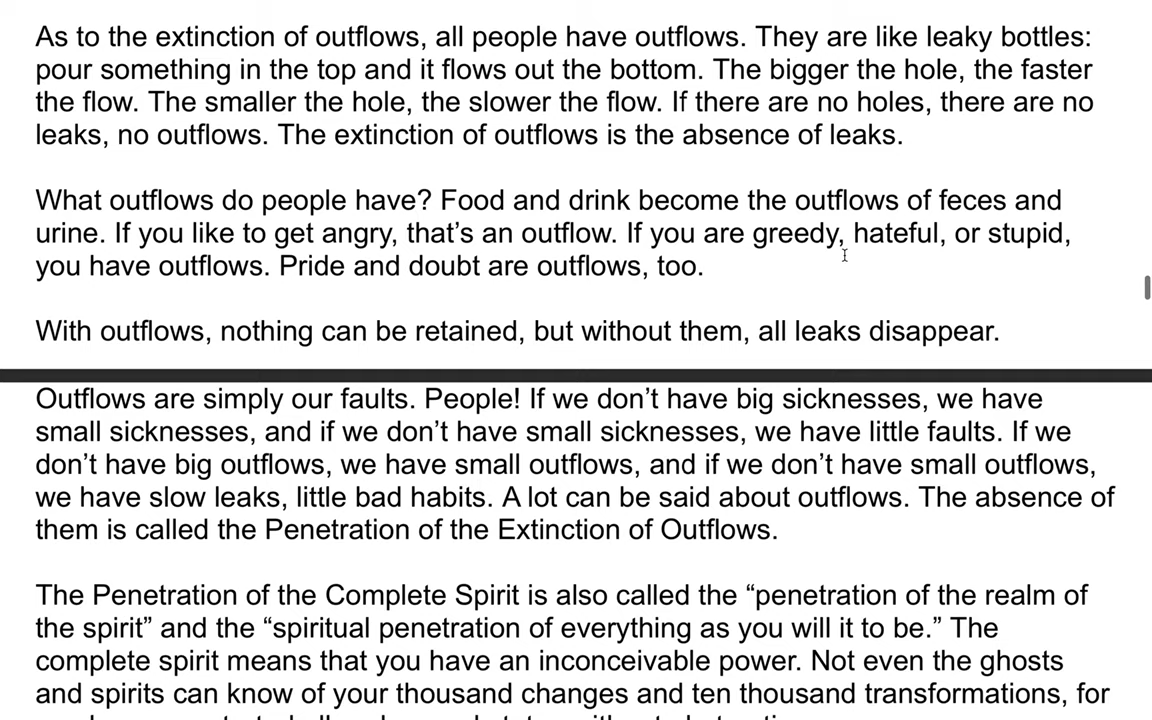 As to the extinction of outflows, all people have outflows. They are like leaky bottles:
pour something in the top and it flows out the bottom. The bigger the hole, the faster
the flow. The smaller the hole, the slower the flow. If there are no holes, there are no
leaks, no outflows. The extinction of outflows is the absence of leaks.
What outflows do people have? Food and drink become the outflows of feces and
urine. If you like to get angry, that’s an outflow. If you are greedy, hateful, or stupid,
you have outflows. Pride and doubt are outflows, too.
With outflows, nothing can be retained, but without them, all leaks disappear.
Outflows are simply our faults. People! If we don’t have big sicknesses, we have
small sicknesses, and if we don’t have small sicknesses, we have little faults. If we
don’t have big outflows, we have small outflows, and if we don’t have small outflows,
we have slow leaks, little bad habits. A lot can be said about outflows. The absence of
them is called the Penetration of the Extinction of Outflows.
The Penetration of the Complete Spirit is also called the “penetration of the realm of
the spirit” and the “spiritual penetration of everything as you will it to be.” The
complete spirit means that you have an inconceivable power. Not even the ghosts
and spirits can know of your thousand changes and ten thousand transformations, for